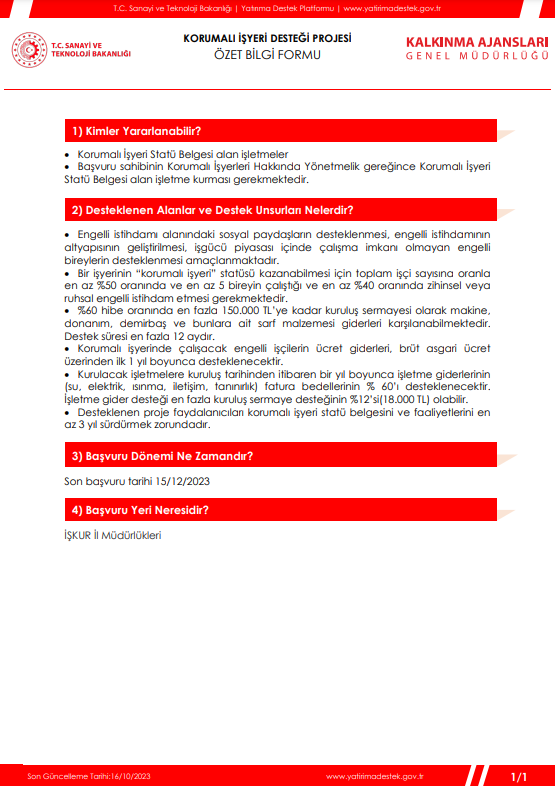 T.C. Sanayi ve Teknoloji Bakanlığı | Yatırıma Destek Platformu | www.yatirimadestek.gov.tr
T.C. SANAYİ VE
TEKNOLOJİ BAKANLIĞI
KORUMALI İŞYERİ DESTEĞİ PROJESİ
ÖZET BİLGİ FORMU
KALKINMA AJANSLARI
GENEL MÜDÜRLÜĞÜ
1) Kimler Yararlanabilir?
• Korumalı İşyeri Statü Belgesi alan işletmeler
• Başvuru sahibinin Korumalı İşyerleri Hakkında Yönetmelik gereğince Korumalı İşyeri
Statü Belgesi alan işletme kurması gerekmektedir.
2) Desteklenen Alanlar ve Destek Unsurları Nelerdir?
• Engelli istihdamı alanındaki sosyal paydaşların desteklenmesi, engelli istihdamının
altyapısının geliştirilmesi, işgücü piyasası içinde çalışma imkanı olmayan engelli
bireylerin desteklenmesi amaçlanmaktadır.
• Bir işyerinin “korumalı işyeri” statüsü kazanabilmesi için toplam işçi sayısına oranla
en az %50 oranında ve en az 5 bireyin çalıştığı ve en az %40 oranında zihinsel veya
ruhsal engelli istihdam etmesi gerekmektedir.
• %60 hibe oranında en fazla 150.000 TL’ye kadar kuruluş sermayesi olarak makine,
donanım, demirbaş ve bunlara ait sarf malzemesi giderleri karşılanabilmektedir.
Destek süresi en fazla 12 aydır.
• Korumalı işyerinde çalışacak engelli işçilerin ücret giderleri, brüt asgari ücret
üzerinden ilk 1 yıl boyunca desteklenecektir.
• Kurulacak işletmelere kuruluş tarihinden itibaren bir yıl boyunca işletme giderlerinin
(su, elektrik, ısınma, iletişim, tanınırlık) fatura bedellerinin % 60’ı desteklenecektir.
İşletme gider desteği en fazla kuruluş sermaye desteğinin %12’si(18.000 TL) olabilir.
• Desteklenen proje faydalanıcıları korumalı işyeri statü belgesini ve faaliyetlerini en
az 3 yıl sürdürmek zorundadır.
3) Başvuru Dönemi Ne Zamandır?
Son başvuru tarihi 15/12/2023
4) Başvuru Yeri Neresidir?
İŞKUR İl Müdürlükleri
Son Güncelleme Tarihi:16/10/2023
www.yatirimadestek.gov.tr
1/1